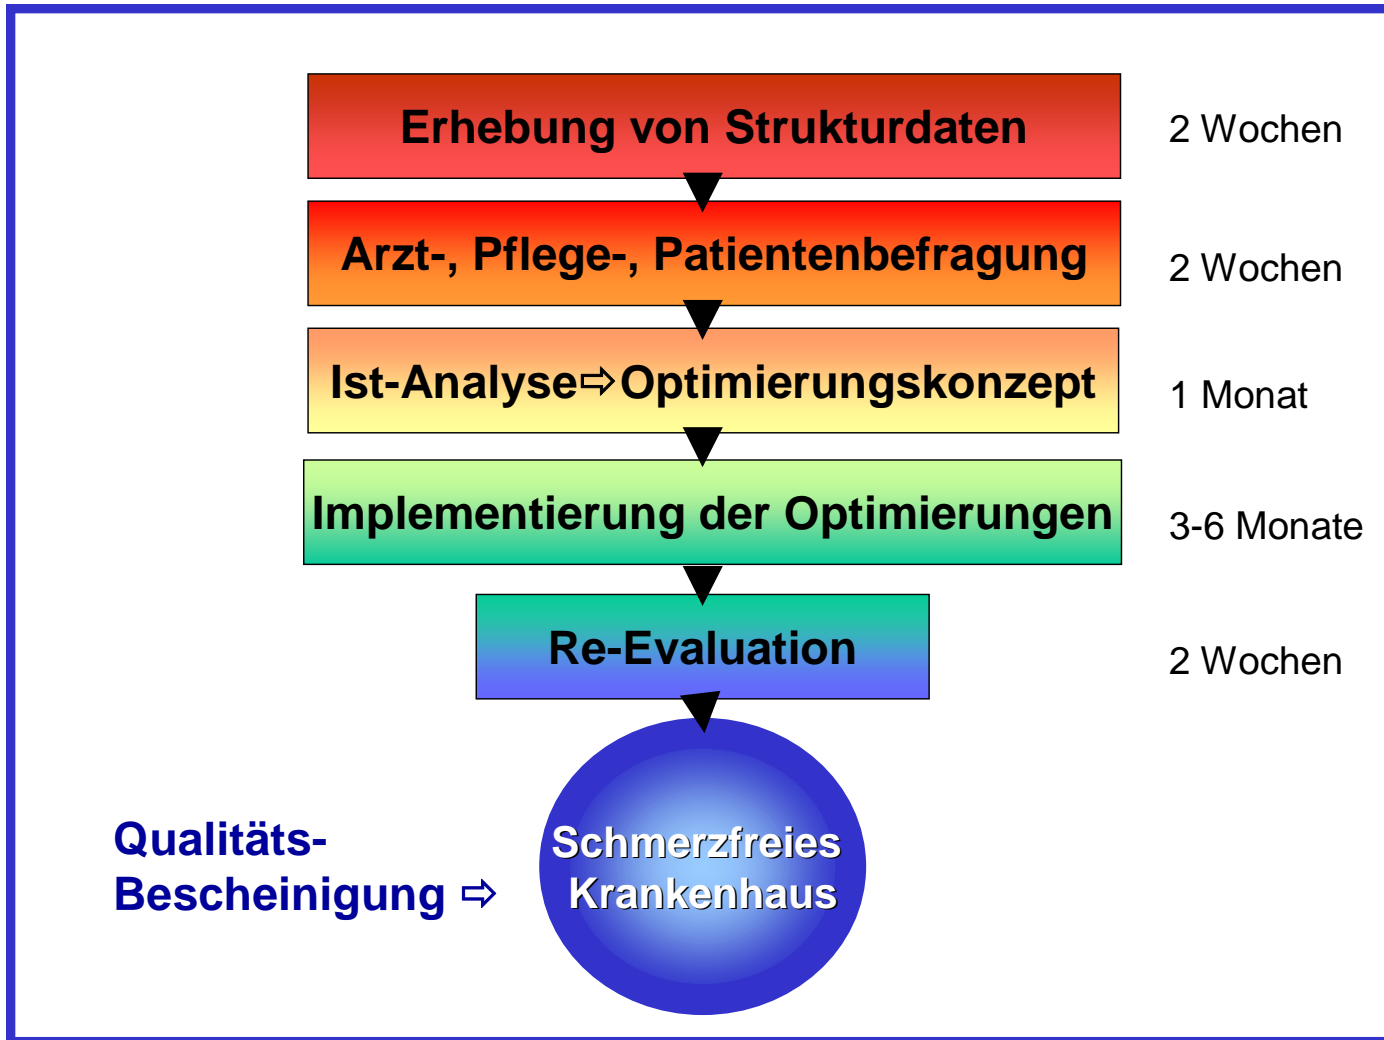 Erhebung von Strukturdaten
2 Wochen
Arzt-, Pflege-, Patientenbefragung
2 Wochen
Ist-Analyse⇨Optimierungskonzept
1 Monat
Implementierung der Optimierungen
3-6 Monate
Re-Evaluation
2 Wochen
Qualitäts-
Bescheinigung ⇨
Schmerzfreies
Krankenhaus